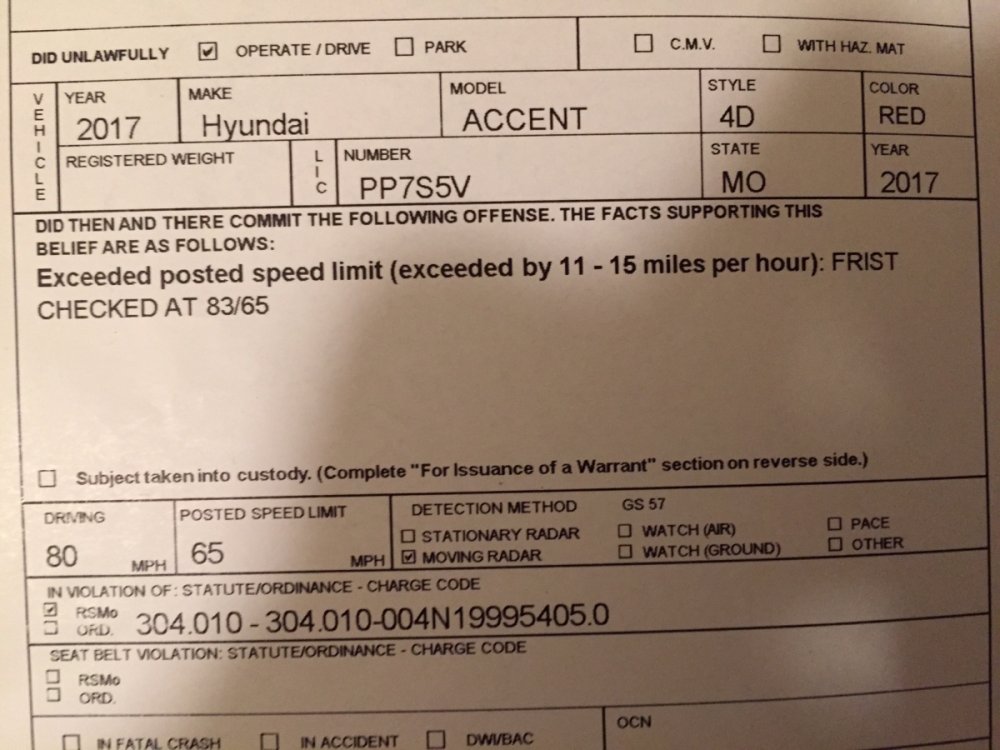 DID UNLAWFULLY OPERATE / DRIVE PARK C.M.V. WITH HAZ. MAT
VEHICLE
YEAR MAKE MODEL STYLE COLOR
2017 Hyundai ACCENT 4D RED
REGISTERED WEIGHT LIC NUMBER STATE YEAR
PP7S5V MO 2017
DID THEN AND THERE COMMIT THE FOLLOWING OFFENSE. THE FACTS SUPPORTING THIS
BELIEF ARE AS FOLLOWS:
Exceeded posted speed limit (exceeded by 11 - 15 miles per hour): FRIST
CHECKED AT 83/65
Subject taken into custody. (Complete "For Issuance of a Warrant" section on reverse side.)
DRIVING POSTED SPEED LIMIT DETECTION METHOD GS 57
STATIONARY RADAR WATCH (AIR) PACE
80 MPH 65 MPH MOVING RADAR WATCH (GROUND) OTHER
IN VIOLATION OF: STATUTE/ORDINANCE - CHARGE CODE
RSMo
ORD. 304.010 - 304.010-004N19995405.0
SEAT BELT VIOLATION: STATUTE/ORDINANCE - CHARGE CODE
RSMo
ORD.
OCN
IN FATAL CRASH IN ACCIDENT DWI/BAC